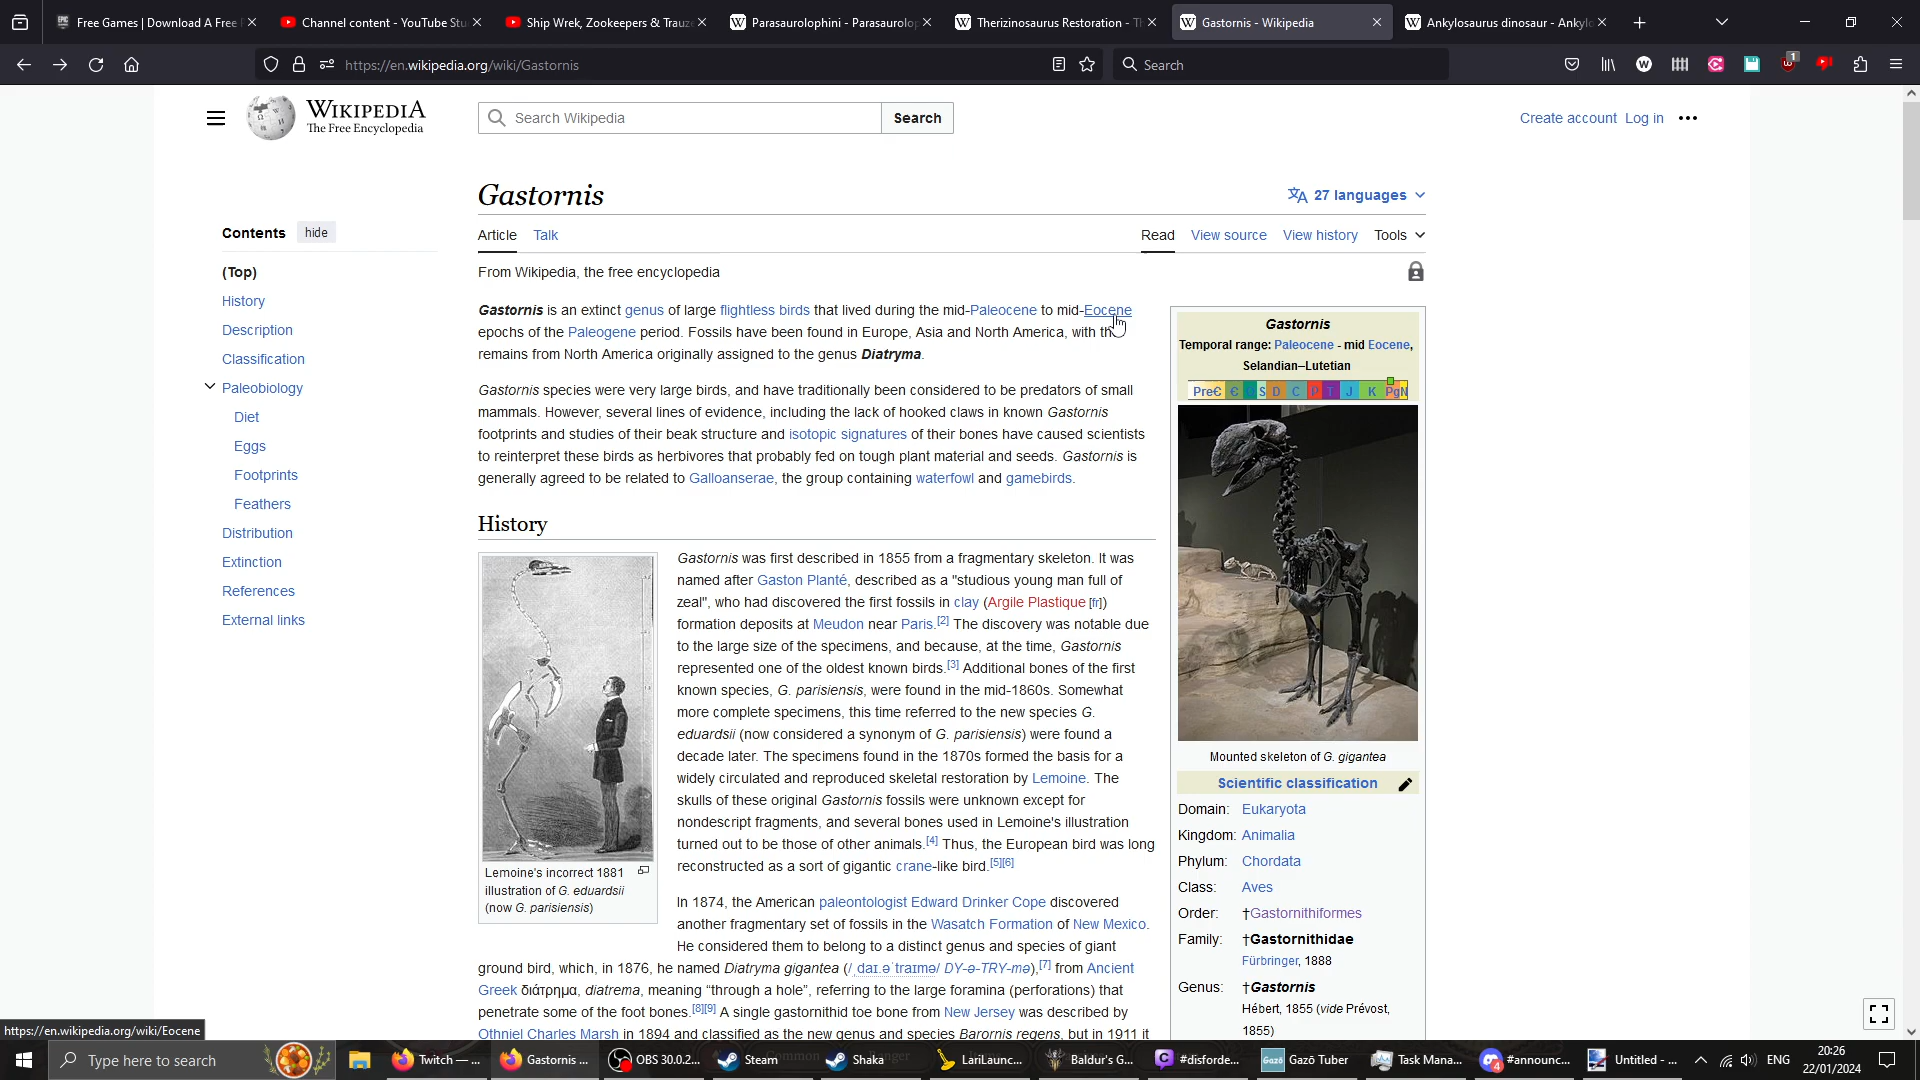 Free Games | Download A Free
Channel content - YouTube Stu
Ship Wrek, Zookeepers & Trauze
Parasaurolophini - Parasaurolop
Therizinosaurus Restoration - Th
Gastornis - Wikipedia
Ankylosaurus dinosaur - Ankylo
https://en.wikipedia.org/wiki/Gastornis
Search
1
WIKIPEDIA
The Free Encyclopedia
Search Wikipedia
Search
Create account Log in
Gastornis
27 languages
Contents hide
(Top)
History
Description
Classification
Paleobiology
Diet
Eggs
Footprints
Feathers
Distribution
Extinction
References
External links
Article Talk
Read View source View history Tools
From Wikipedia, the free encyclopedia
Gastornis is an extinct genus of large flightless birds that lived during the mid-Paleocene to mid-Eocene
epochs of the Paleogene period. Fossils have been found in Europe, Asia and North America, with the
remains from North America originally assigned to the genus Diatryma.
Gastornis species were very large birds, and have traditionally been considered to be predators of small
mammals. However, several lines of evidence, including the lack of hooked claws in known Gastornis
footprints and studies of their beak structure and isotopic signatures of their bones have caused scientists
to reinterpret these birds as herbivores that probably fed on tough plant material and seeds. Gastornis is
generally agreed to be related to Galloanserae, the group containing waterfowl and gamebirds.
History
Gastornis was first described in 1855 from a fragmentary skeleton. It was
named after Gaston Planté, described as a "studious young man full of
zeal", who had discovered the first fossils in clay (Argile Plastique [fr])
formation deposits at Meudon near Paris.[2] The discovery was notable due
to the large size of the specimens, and because, at the time, Gastornis
represented one of the oldest known birds.[3] Additional bones of the first
known species, G. parisiensis, were found in the mid-1860s. Somewhat
more complete specimens, this time referred to the new species G.
eduardsii (now considered a synonym of G. parisiensis) were found a
decade later. The specimens found in the 1870s formed the basis for a
widely circulated and reproduced skeletal restoration by Lemoine. The
skulls of these original Gastornis fossils were unknown except for
nondescript fragments, and several bones used in Lemoine's illustration
turned out to be those of other animals.[4] Thus, the European bird was long
reconstructed as a sort of gigantic crane-like bird.[5][6]
Lemoine's incorrect 1881
illustration of G. eduardsii
(now G. parisiensis)
In 1874, the American paleontologist Edward Drinker Cope discovered
another fragmentary set of fossils in the Wasatch Formation of New Mexico.
He considered them to belong to a distinct genus and species of giant
ground bird, which, in 1876, he named Diatryma gigantea (/ˌdaɪ.əˈtraɪmə/ DY-ə-TRY-mə),[7] from Ancient
Greek διάτρημα, diatrema, meaning “through a hole”, referring to the large foramina (perforations) that
penetrate some of the foot bones.[8][9] A single gastornithid toe bone from New Jersey was described by
Othniel Charles Marsh in 1894 and classified as the new genus and species Barornis regens, but in 1911 it
Gastornis
Temporal range: Paleocene - mid Eocene,
Selandian–Lutetian
PreꞒ Ꞓ O S D C P T J K Pg N
Mounted skeleton of G. gigantea
Scientific classification
Domain: Eukaryota
Kingdom: Animalia
Phylum: Chordata
Class: Aves
Order: †Gastornithiformes
Family: †Gastornithidae
Fürbringer, 1888
Genus: †Gastornis
Hébert, 1855 (vide Prévost,
1855)
https://en.wikipedia.org/wiki/Eocene
Type here to search
Twitch — ...
Gastornis ...
OBS 30.0.2...
Steam
Shaka
LariLaunc...
Baldur's G...
#disforde...
Gazō Tuber
Task Mana...
#announc...
Untitled - ...
ENG
20:26
22/01/2024